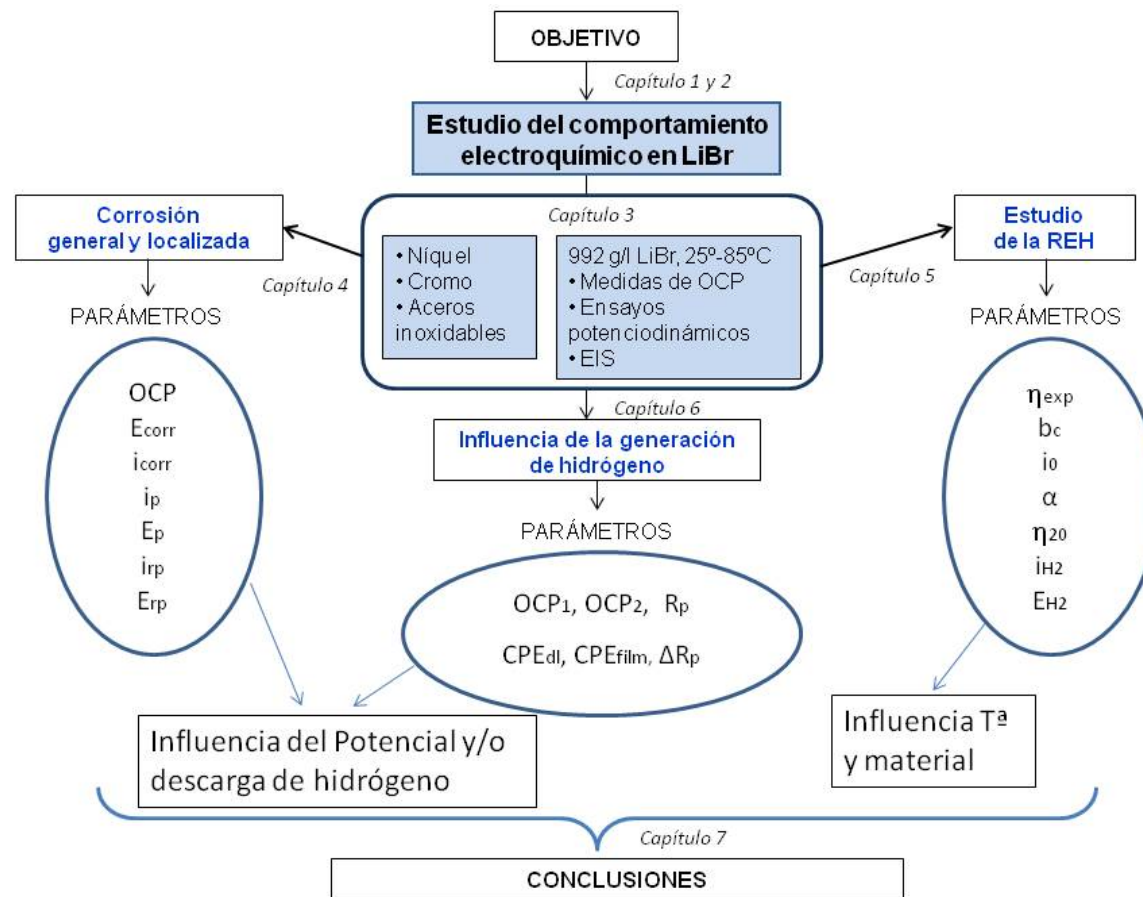 OBJETIVO
Capítulo 1 y 2
Estudio del comportamiento
electroquímico en LiBr
Capítulo 3
• Níquel
• Cromo
• Aceros
inoxidables
992 g/l LiBr, 25º-85ºC
• Medidas de OCP
• Ensayos
potenciodinámicos
• EIS
Corrosión
general y localizada
Capítulo 4
PARÁMETROS
OCP
Ecorr
icorr
ip
Ep
irp
Erp
Estudio
de la REH
Capítulo 5
PARÁMETROS
ηexp
bc
i0
α
η20
iH2
EH2
Capítulo 6
Influencia de la generación
de hidrógeno
PARÁMETROS
OCP1, OCP2, Rp
CPEdl, CPEfilm, ΔRp
Influencia del Potencial y/o
descarga de hidrógeno
Influencia Tª
y material
Capítulo 7
CONCLUSIONES